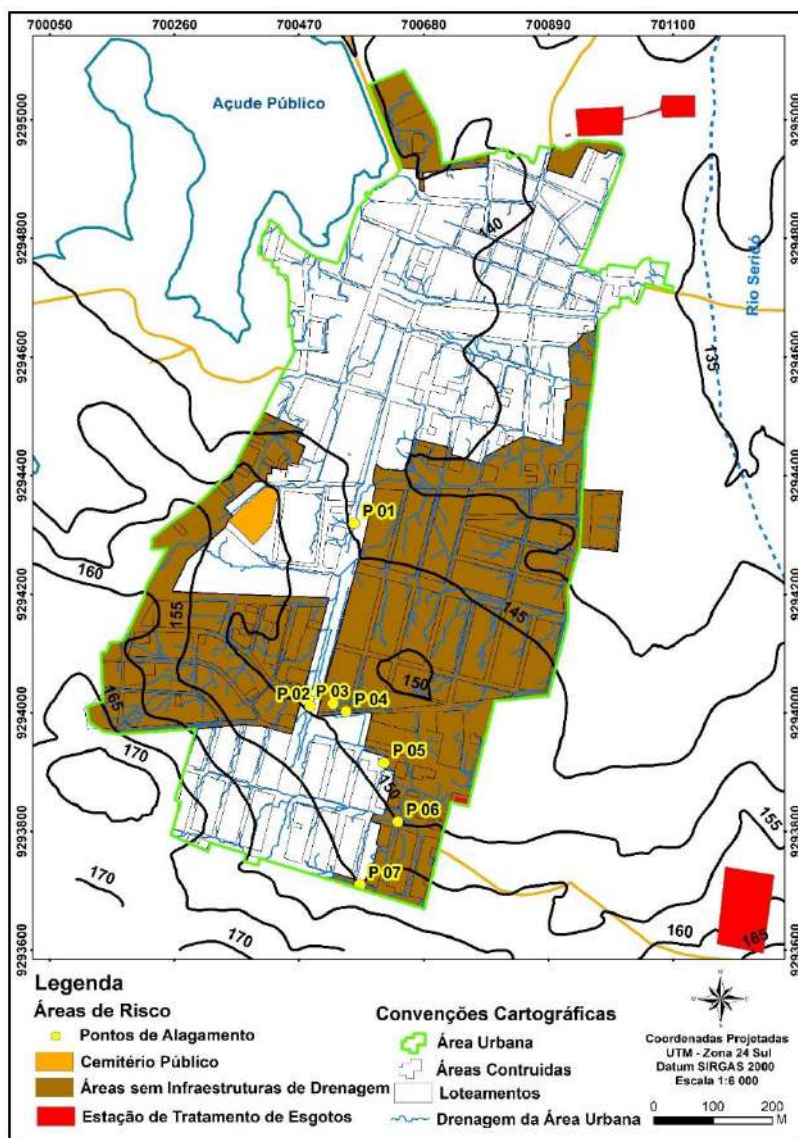 700050 700260 700470 700680 700890 701100
9295000 9295000
9294800 9294800
9294600 9294600
9294400 9294400
9294200 9294200
9294000 9294000
9293800 9293800
9293600 9293600
Açude Público
Rio Seridó
140
135
P 01
160
155
145
150
P 02
P 03
P 04
165
170
P 05
150
P 06
155
P 07
170
170
160
165
Legenda
Áreas de Risco
Pontos de Alagamento
Cemitério Público
Áreas sem Infraestruturas de Drenagem
Estação de Tratamento de Esgotos
Convenções Cartográficas
Área Urbana
Áreas Contruidas
Loteamentos
Drenagem da Área Urbana
N
Coordenadas Projetadas
UTM - Zona 24 Sul
Datum SIRGAS 2000
Escala 1:6 000
0 100 200
M